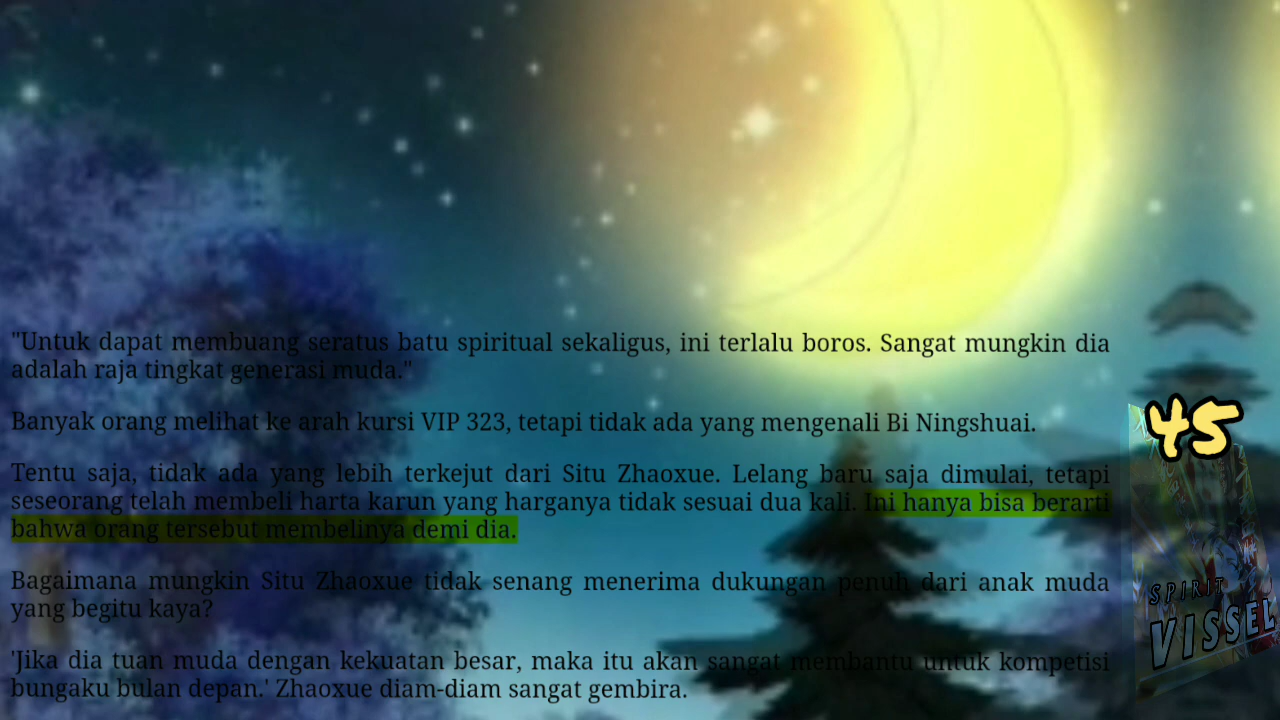 "Untuk dapat membuang seratus batu spiritual sekaligus, ini terlalu boros. Sangat mungkin dia
adalah raja tingkat generasi muda."
Banyak orang melihat ke arah kursi VIP 323, tetapi tidak ada yang mengenali Bi Ningshuai.
Tentu saja, tidak ada yang lebih terkejut dari Situ Zhaoxue. Lelang baru saja dimulai, tetapi
seseorang telah membeli harta karun yang harganya tidak sesuai dua kali. Ini hanya bisa berarti
bahwa orang tersebut membelinya demi dia.
Bagaimana mungkin Situ Zhaoxue tidak senang menerima dukungan penuh dari anak muda
yang begitu kaya?
'Jika dia tuan muda dengan kekuatan besar, maka itu akan sangat membantu untuk kompetisi
bungaku bulan depan.' Zhaoxue diam-diam sangat gembira.
45
SPIRIT
VISSEL